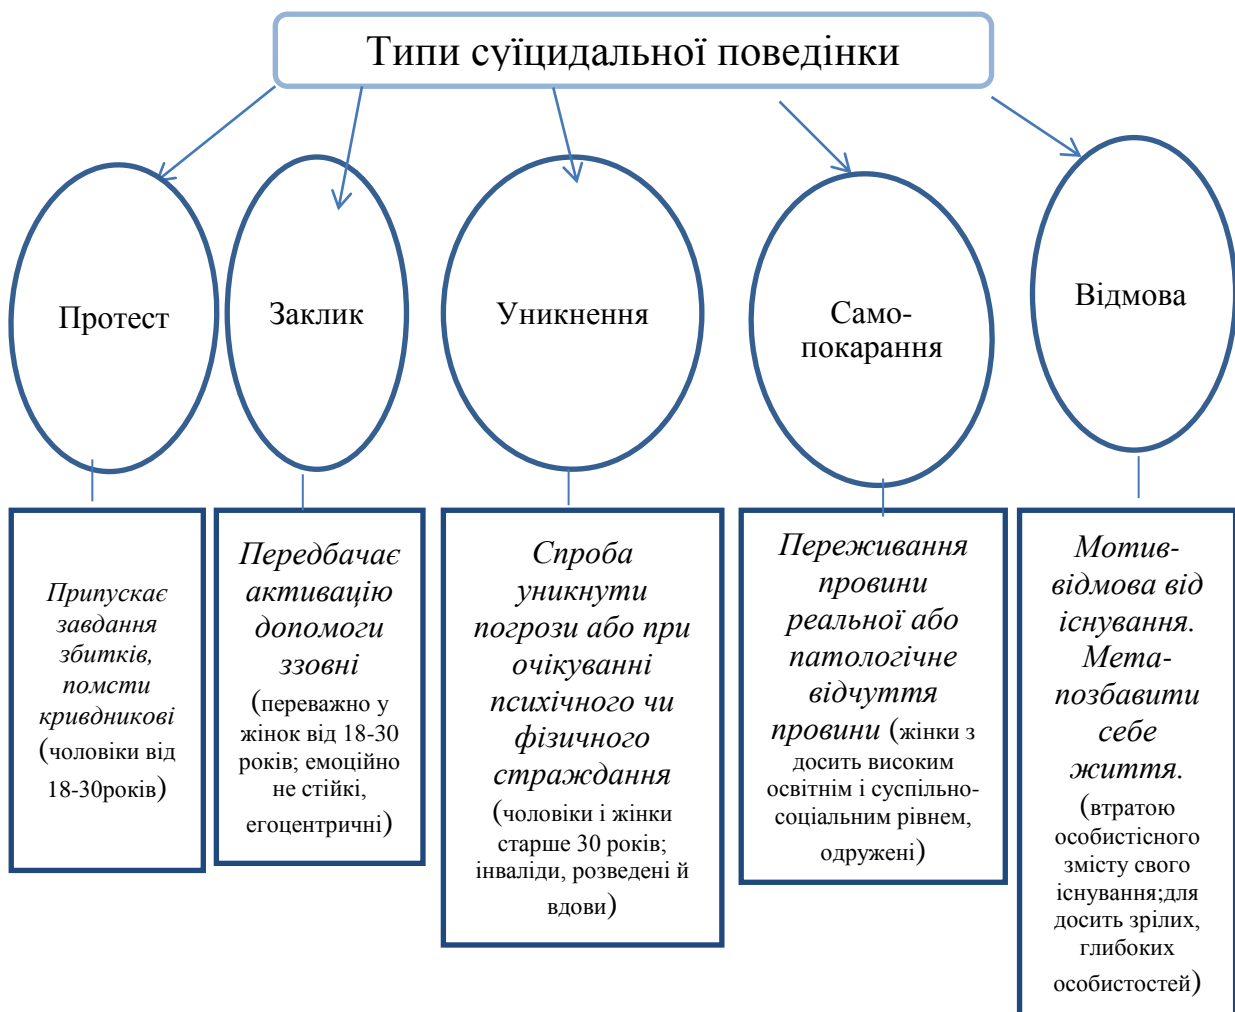 Типи суїцидальної поведінки
Протест
Заклик
Уникнення
Само-
покарання
Відмова
Припускає
завдання
збитків,
помсти
кривдникові
(чоловіки від
18-30років)
Передбачає
активацію
допомоги
ззовні
(переважно у
жінок від 18-30
років; емоційно
не стійкі,
егоцентричні)
Спроба
уникнути
погрози або при
очікуванні
психічного чи
фізичного
страждання
(чоловіки і жінки
старше 30 років;
інваліди, розведені й
вдови)
Переживання
провини
реальної або
патологічне
відчуття
провини (жінки з
досить високим
освітнім і суспільно-
соціальним рівнем,
одружені)
Мотив-
відмова від
існування.
Мета-
позбавити
себе
життя.
(втратою
особистісного
змісту свого
існування;для
досить зрілих,
глибоких
особистостей)